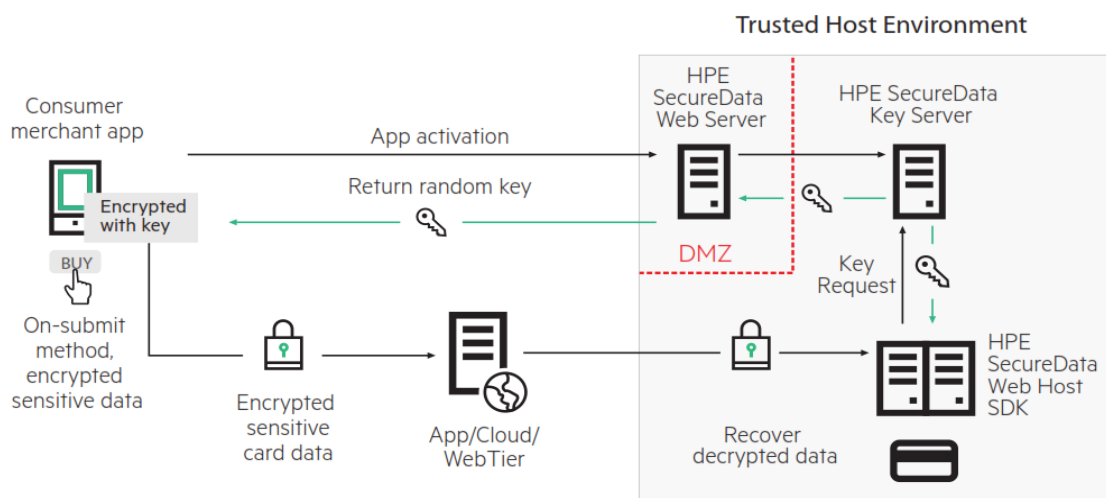 Trusted Host Environment
Consumer
merchant app
App activation
HPE
SecureData
Web Server
HPE SecureData
Key Server
Return random key
Encrypted
with key
DMZ
Key
Request
BUY
On-submit
method,
encrypted
sensitive data
Encrypted
sensitive
card data
App/Cloud/
WebTier
Recover
decrypted data
HPE
SecureData
Web Host
SDK